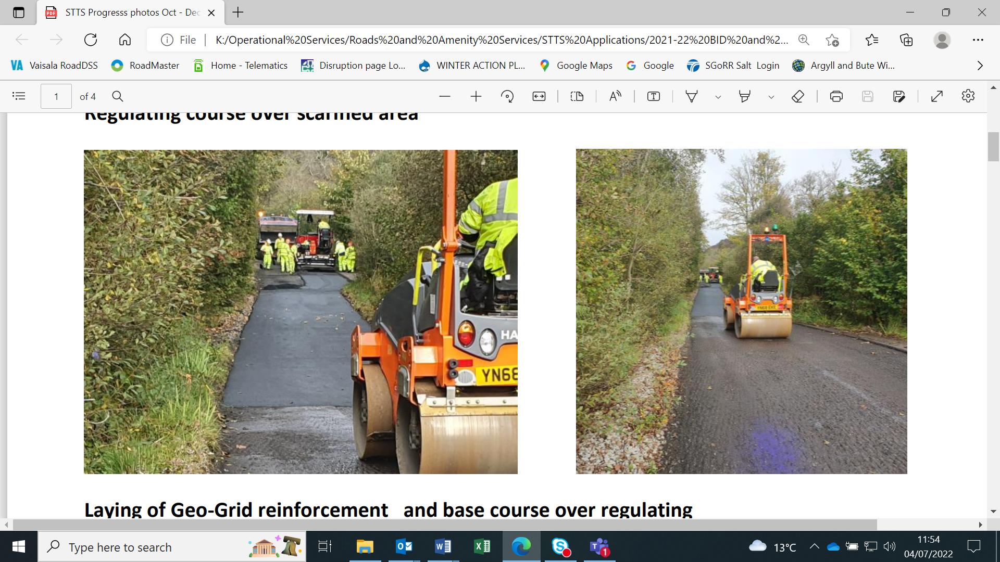 STTS Progresss photos Oct - Dec
File
K:/Operational%20Services/Roads%20and%20Amenity%20Services/STTS%20Applications/2021-22%20BID%20and%2...
VA Vaisala RoadDSS
RoadMaster
Home - Telematics
Disruption page Lo...
WINTER ACTION PL...
Google Maps
Google
SGoRR Salt Login
Argyll and Bute Wi...
1 of 4
Regulating course over scarified area
HA
YN68
YN68 EKE
Laying of Geo-Grid reinforcement and base course over regulating
Type here to search
13°C
11:54
04/07/2022
1